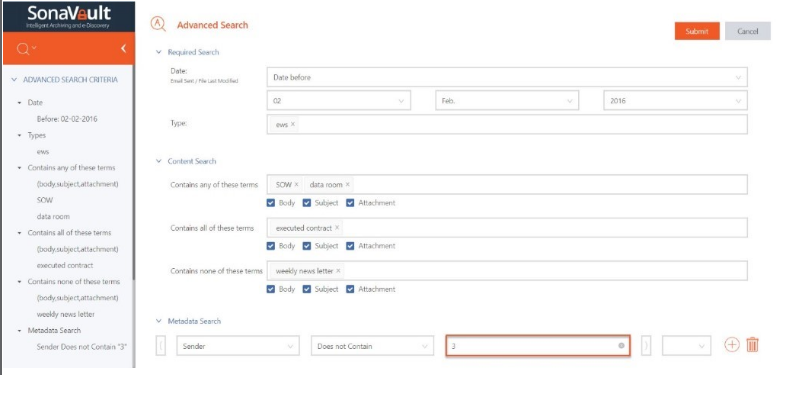 SonaVault
Intelligent Archiving and e-Discovery
ADVANCED SEARCH CRITERIA
Date
Before: 02-02-2016
Types
ews
Contains any of these terms
(body,subject,attachment)
SOW
data room
Contains all of these terms
(body,subject,attachment)
executed contract
Contains none of these terms
(body,subject,attachment)
weekly news letter
Metadata Search
Sender Does not Contain "3"
Advanced Search
Submit Cancel
Required Search
Date: Date before
Email Sent / File Last Modified
02 Feb. 2016
Type: ews ×
Content Search
Contains any of these terms SOW × data room ×
Body Subject Attachment
Contains all of these terms executed contract ×
Body Subject Attachment
Contains none of these terms weekly news letter ×
Body Subject Attachment
Metadata Search
( Sender Does not Contain 3 )